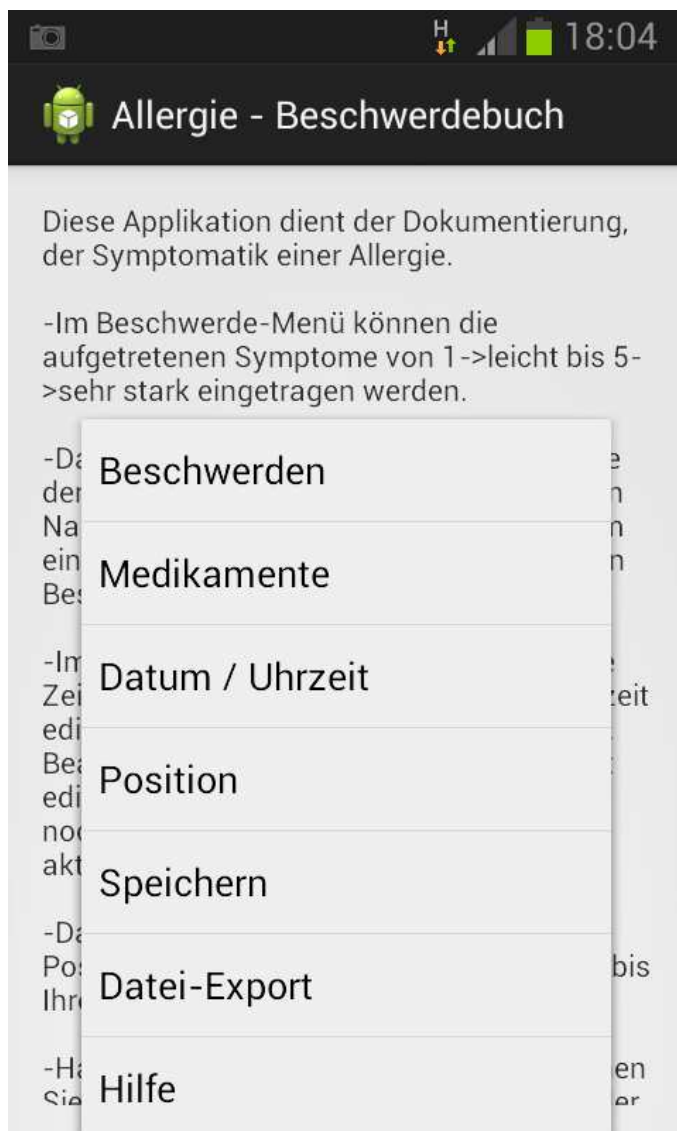 H
18:04
Allergie - Beschwerdebuch
Diese Applikation dient der Dokumentierung,
der Symptomatik einer Allergie.
-Im Beschwerde-Menü können die
aufgetretenen Symptome von 1->leicht bis 5-
>sehr stark eingetragen werden.
Beschwerden
Medikamente
Datum / Uhrzeit
Position
Speichern
Datei-Export
Hilfe
bis